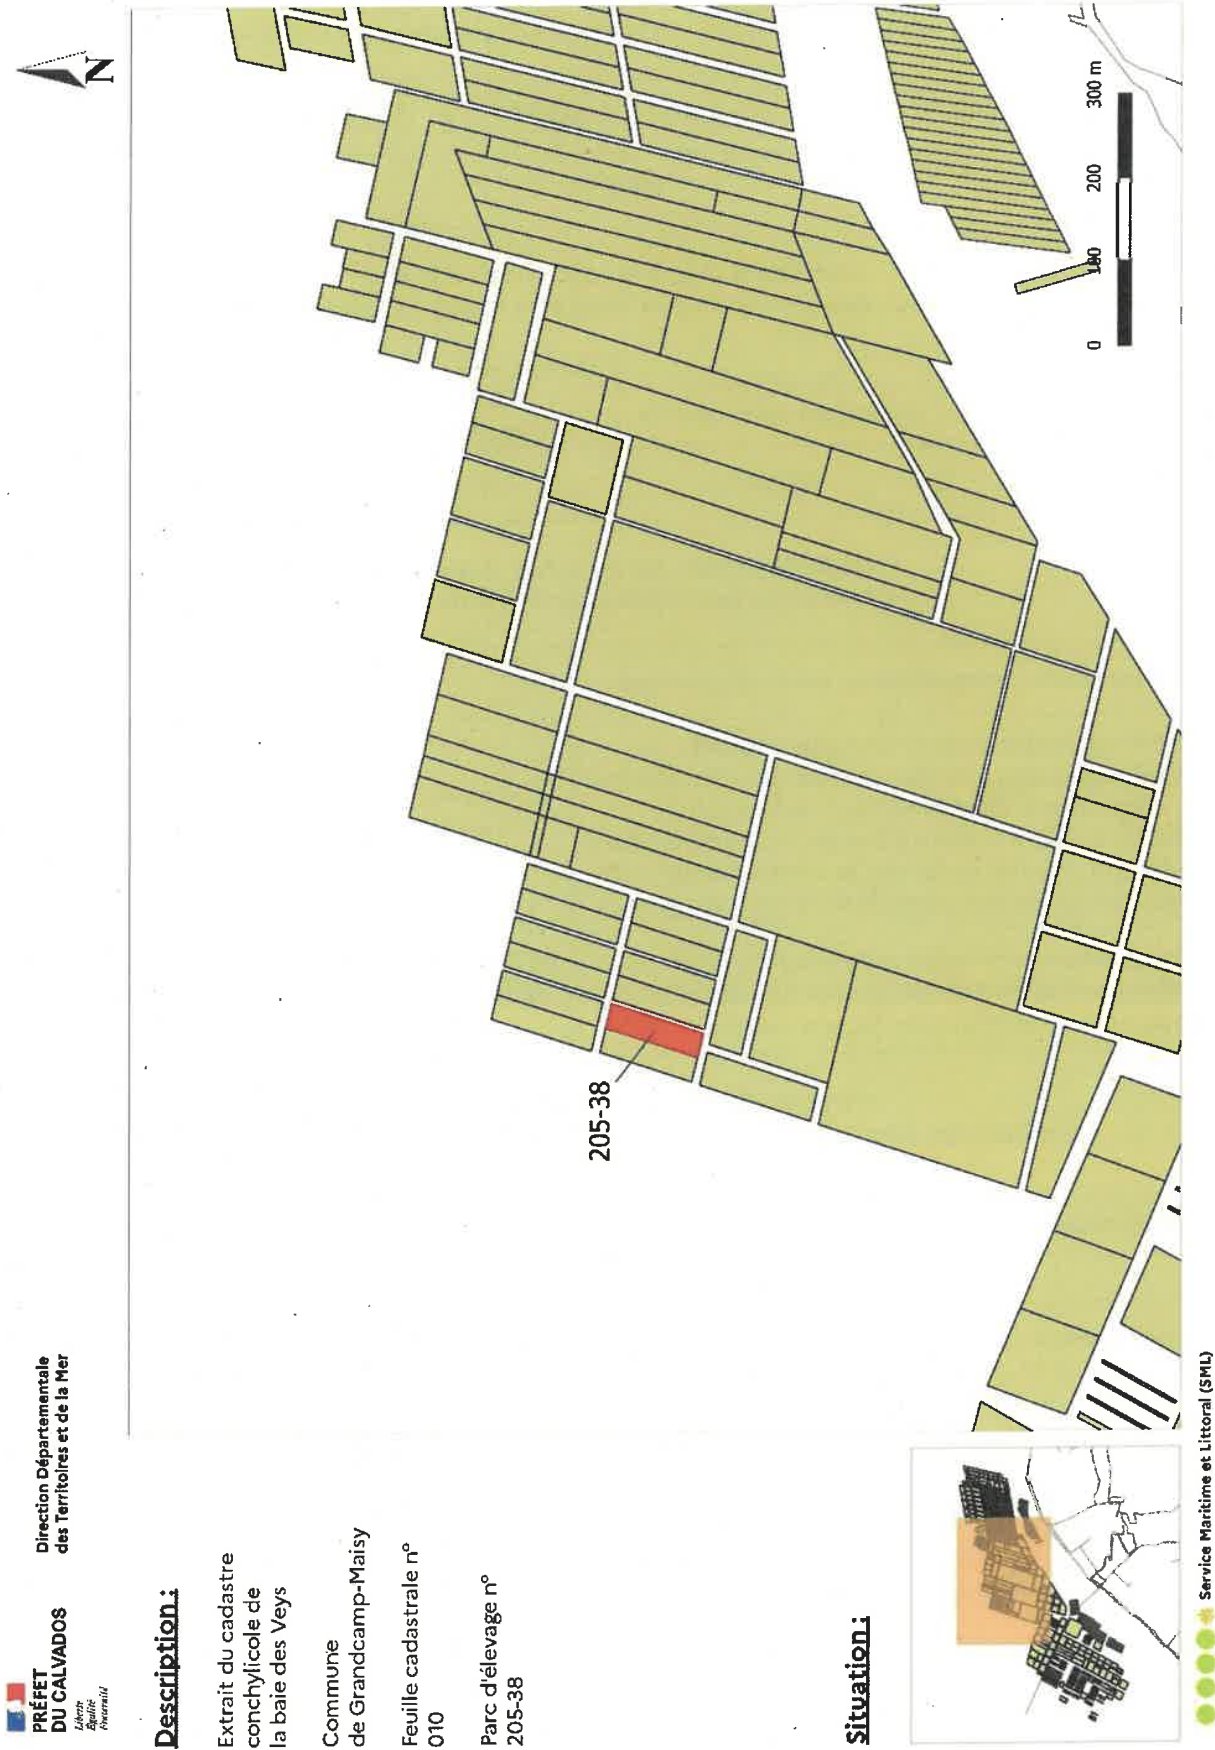 PRÉFET
DU CALVADOS
Liberté
Égalité
Fraternité
Direction Départementale
des Territoires et de la Mer
N
Description :
Extrait du cadastre
conchylicole de
la baie des Veys
Commune
de Grandcamp-Maisy
Feuille cadastrale n°
010
Parc d'élevage n°
205-38
Situation :
205-38
0 100 200 300 m
Service Maritime et Littoral (SML)